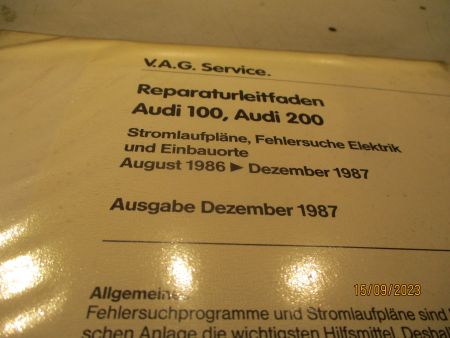 V.A.G. Service.
Reparaturleitfaden
Audi 100, Audi 200
Stromlaufpläne, Fehlersuche Elektrik
und Einbauorte
August 1986 ► Dezember 1987
Ausgabe Dezember 1987
Allgemeines
Fehlersuchprogramme und Stromlaufpläne sind
schen Anlage die wichtigsten Hilfsmittel. Deshal
15/09/2023